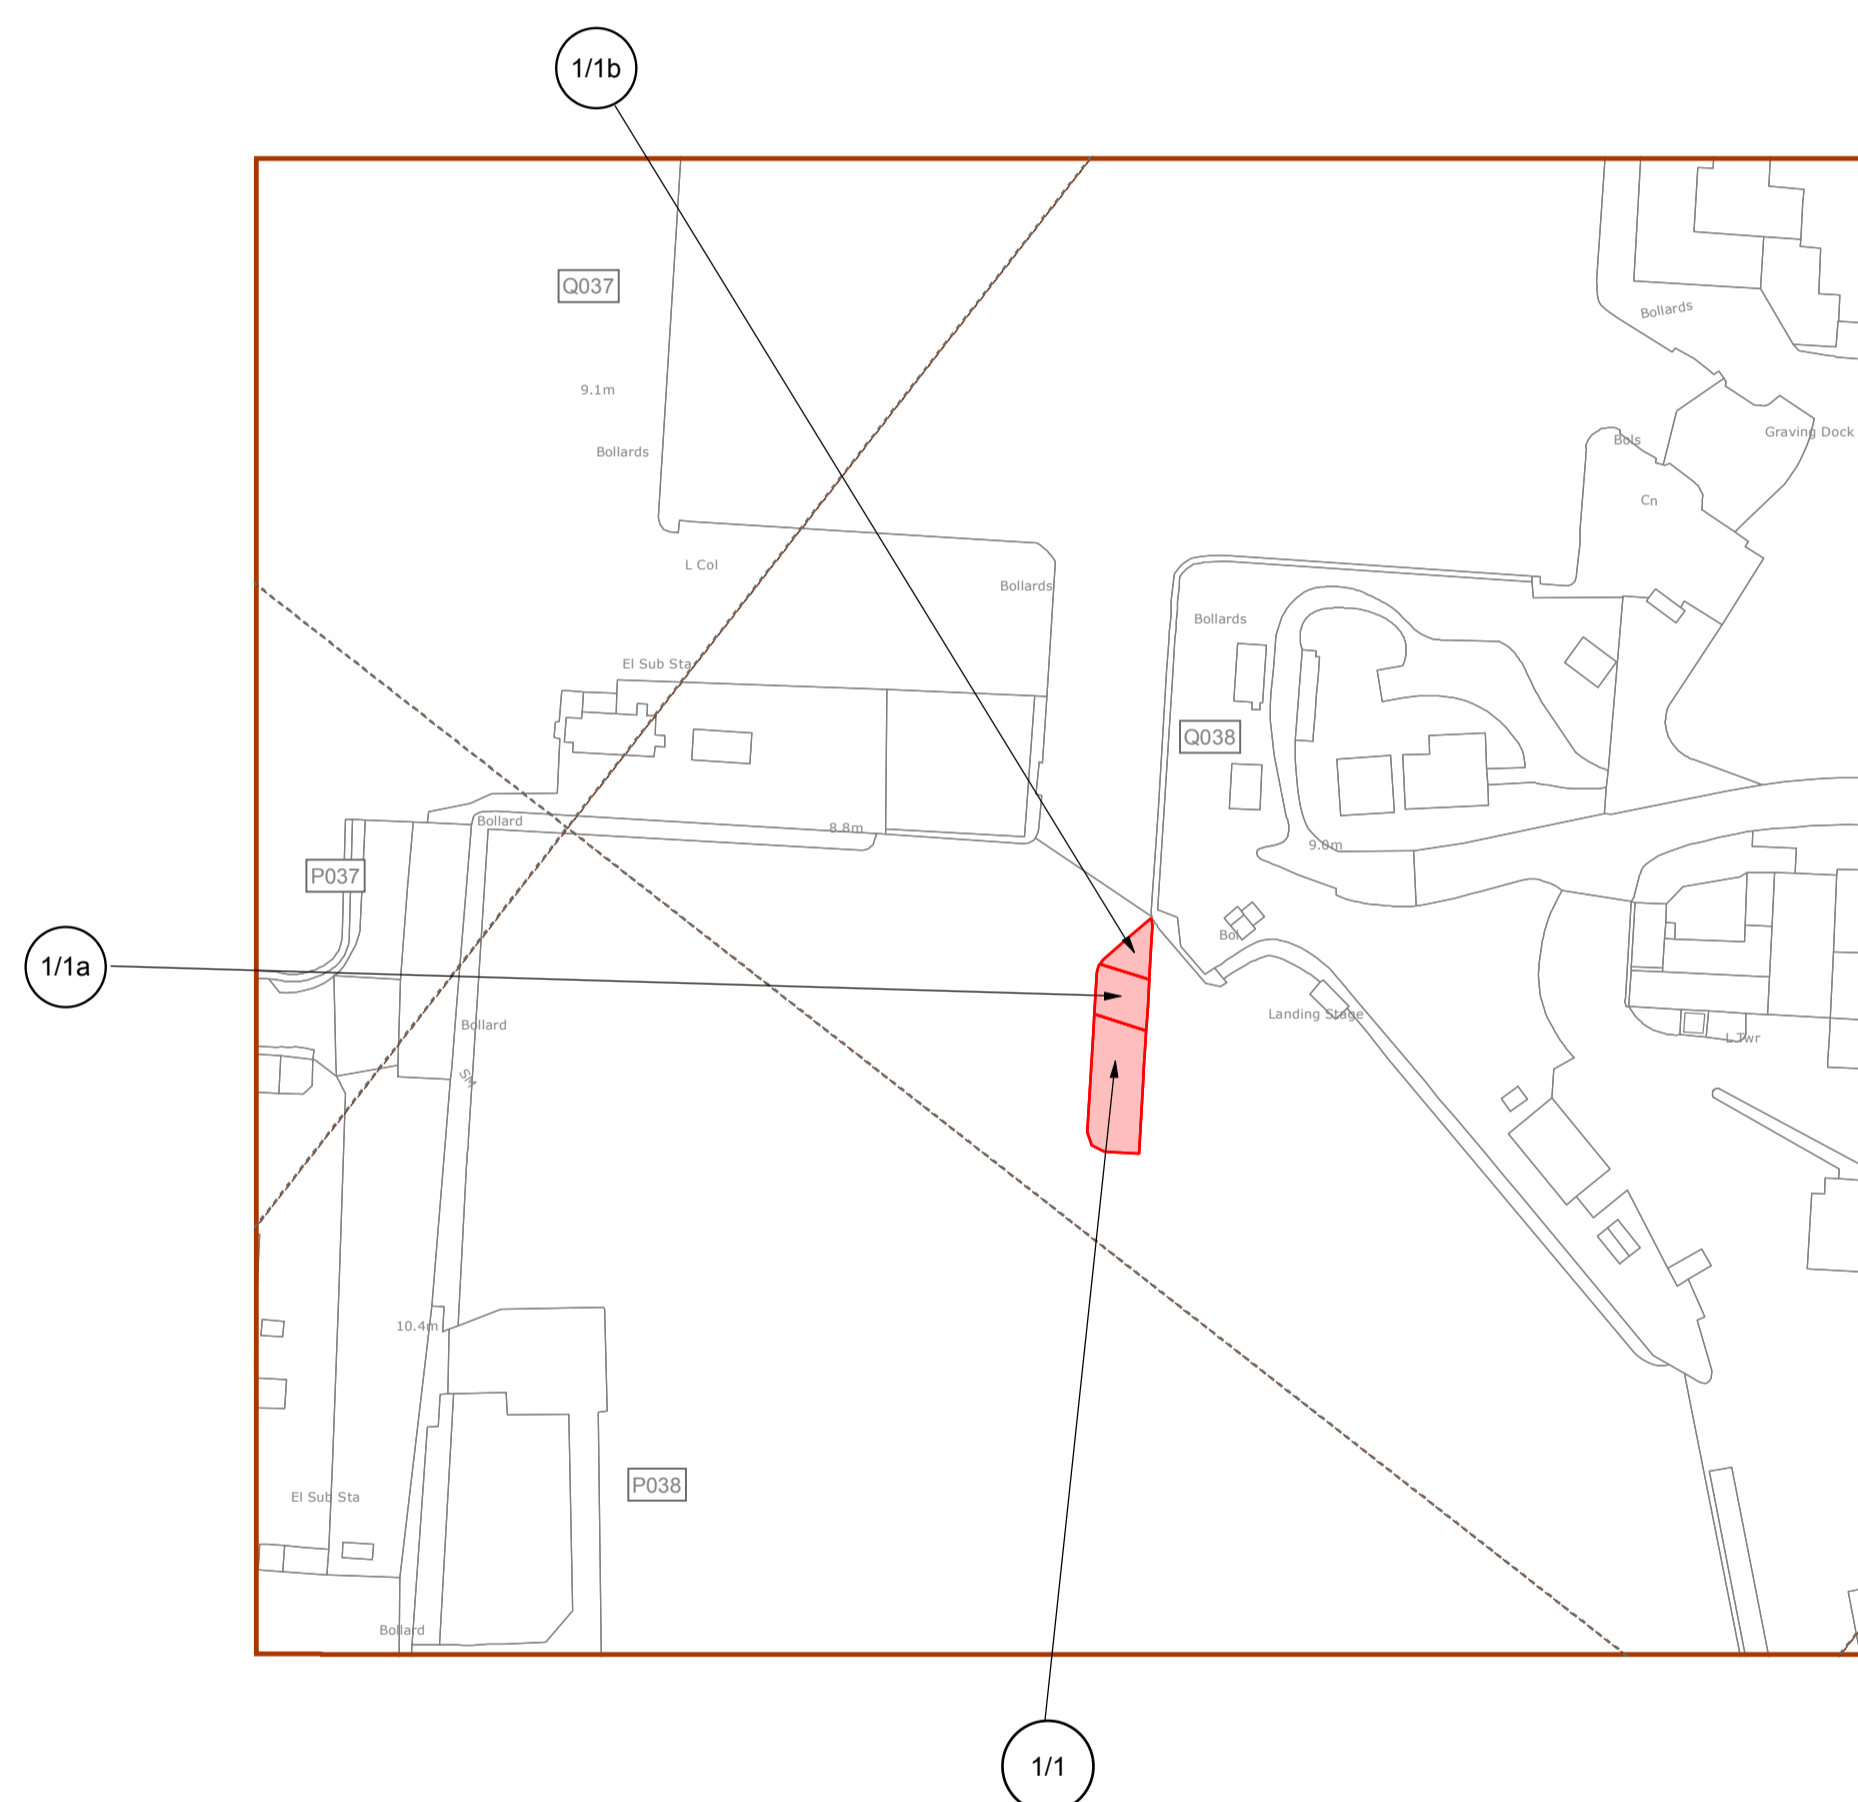 1/1b
Q037
Bollards
9.1m
Graving Dock
Bols
Bollards
Cn
L Col
Bollards
Bollards
El Sub Sta
Q038
Bollard
8.8m
9.0m
P037
Bol
1/1a
Landing Stage
Bollard
L Twr
SM
10.4m
P038
El Sub Sta
Bollard
1/1